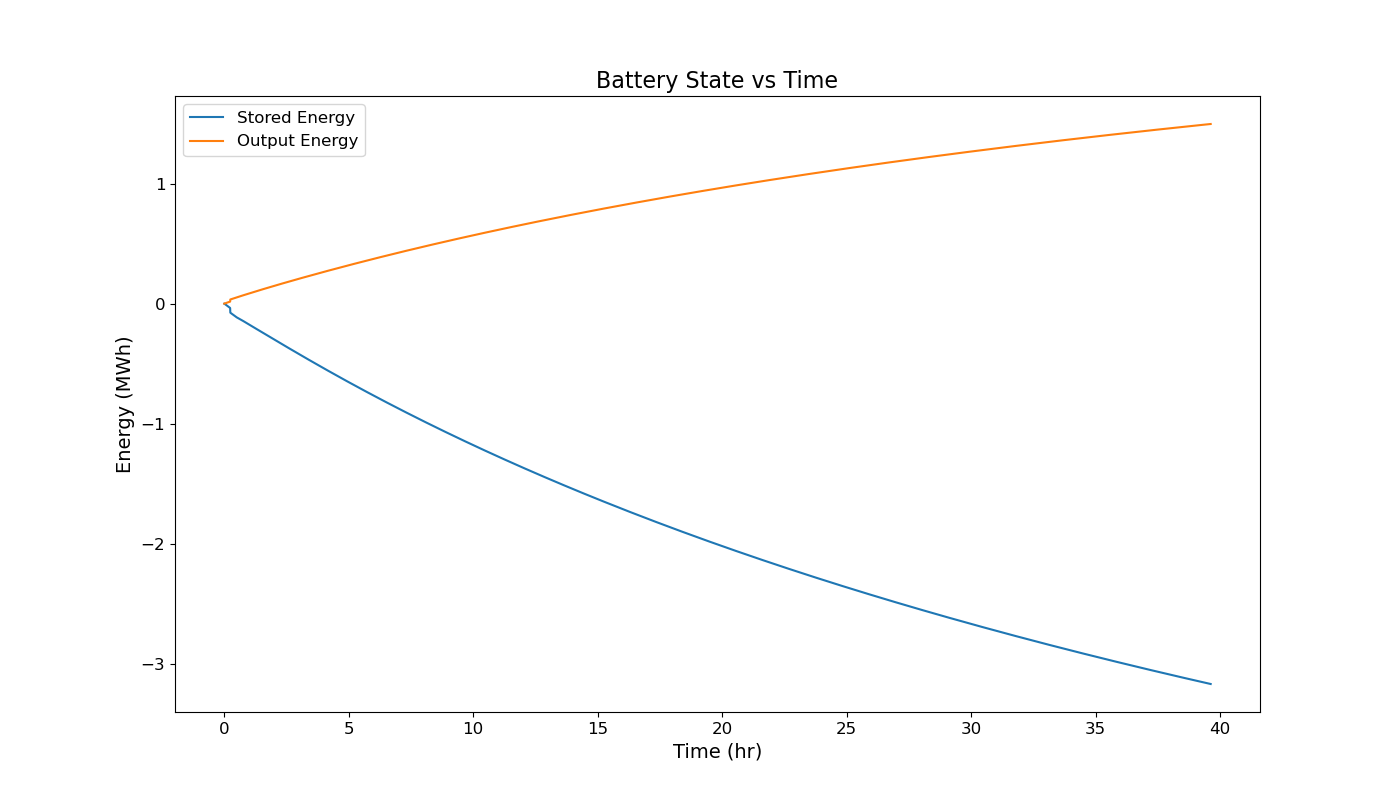 Battery State vs Time
Stored Energy
Output Energy
1
0
−1
−2
−3
Energy (MWh)
0 5 10 15 20 25 30 35 40
Time (hr)